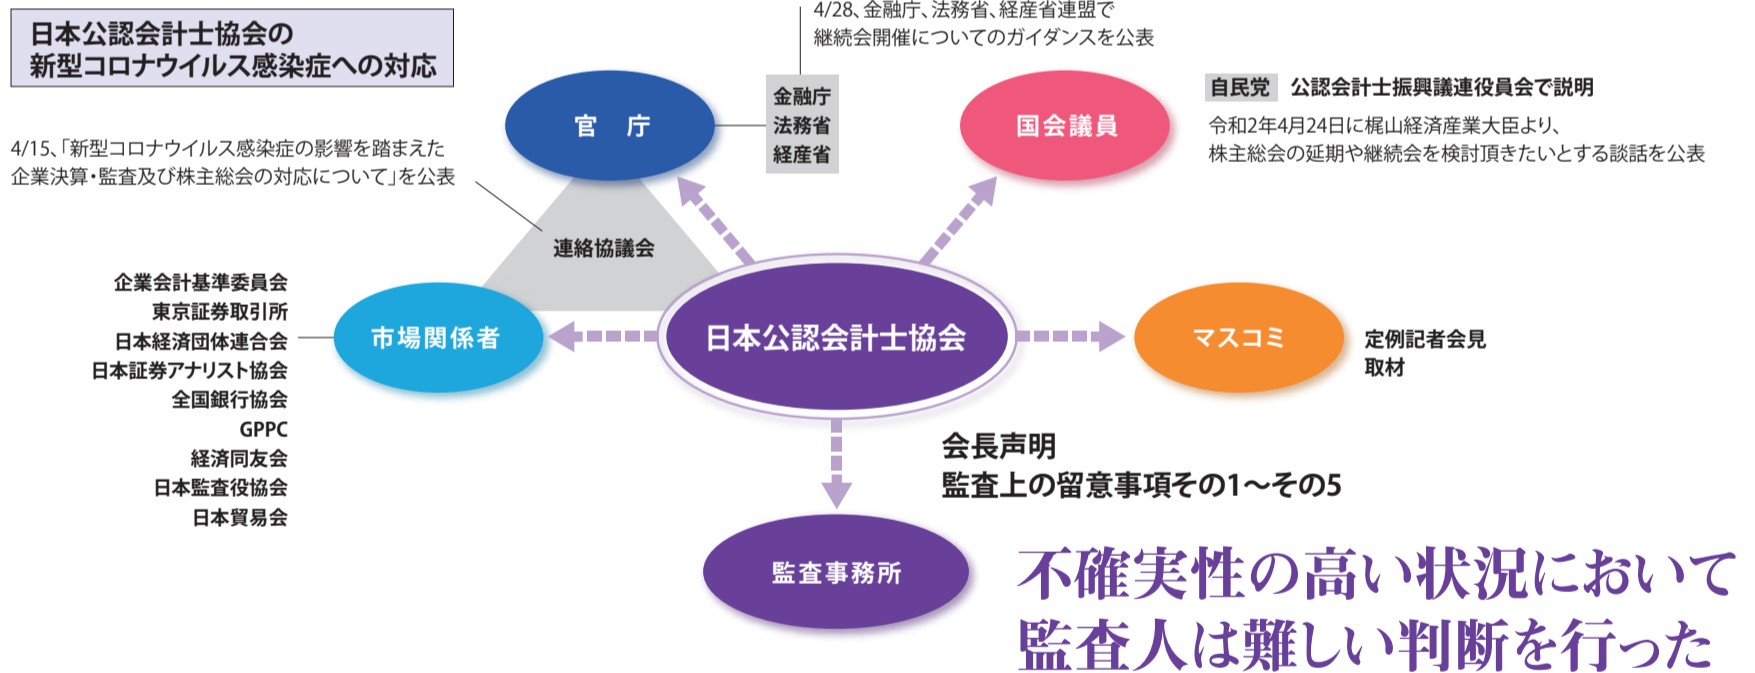 日本公認会計士協会の
新型コロナウイルス感染症への対応
4/28、金融庁、法務省、経産省連盟で
継続会開催についてのガイダンスを公表
官　庁
金融庁
法務省
経産省
国会議員
自民党　公認会計士振興議連役員会で説明
令和2年4月24日に梶山経済産業大臣より、
株主総会の延期や継続会を検討頂きたいとする談話を公表
4/15、「新型コロナウイルス感染症の影響を踏まえた
企業決算・監査及び株主総会の対応について」を公表
連絡協議会
企業会計基準委員会
東京証券取引所
日本経済団体連合会
日本証券アナリスト協会
全国銀行協会
GPPC
経済同友会
日本監査役協会
日本貿易会
市場関係者
日本公認会計士協会
マスコミ
定例記者会見
取材
会長声明
監査上の留意事項その1～その5
監査事務所
不確実性の高い状況において
監査人は難しい判断を行った